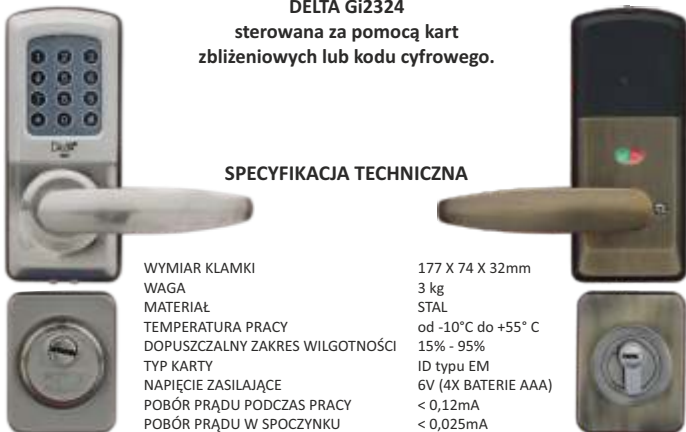 DELTA Gi2324
sterowana za pomocą kart
zbliżeniowych lub kodu cyfrowego.
SPECYFIKACJA TECHNICZNA
WYMIAR KLAMKI 177 X 74 X 32mm
WAGA 3 kg
MATERIAŁ STAL
TEMPERATURA PRACY od -10°C do +55° C
DOPUSZCZALNY ZAKRES WILGOTNOŚCI 15% - 95%
TYP KARTY ID typu EM
NAPIĘCIE ZASILAJĄCE 6V (4X BATERIE AAA)
POBÓR PRĄDU PODCZAS PRACY < 0,12mA
POBÓR PRĄDU W SPOCZYNKU < 0,025mA